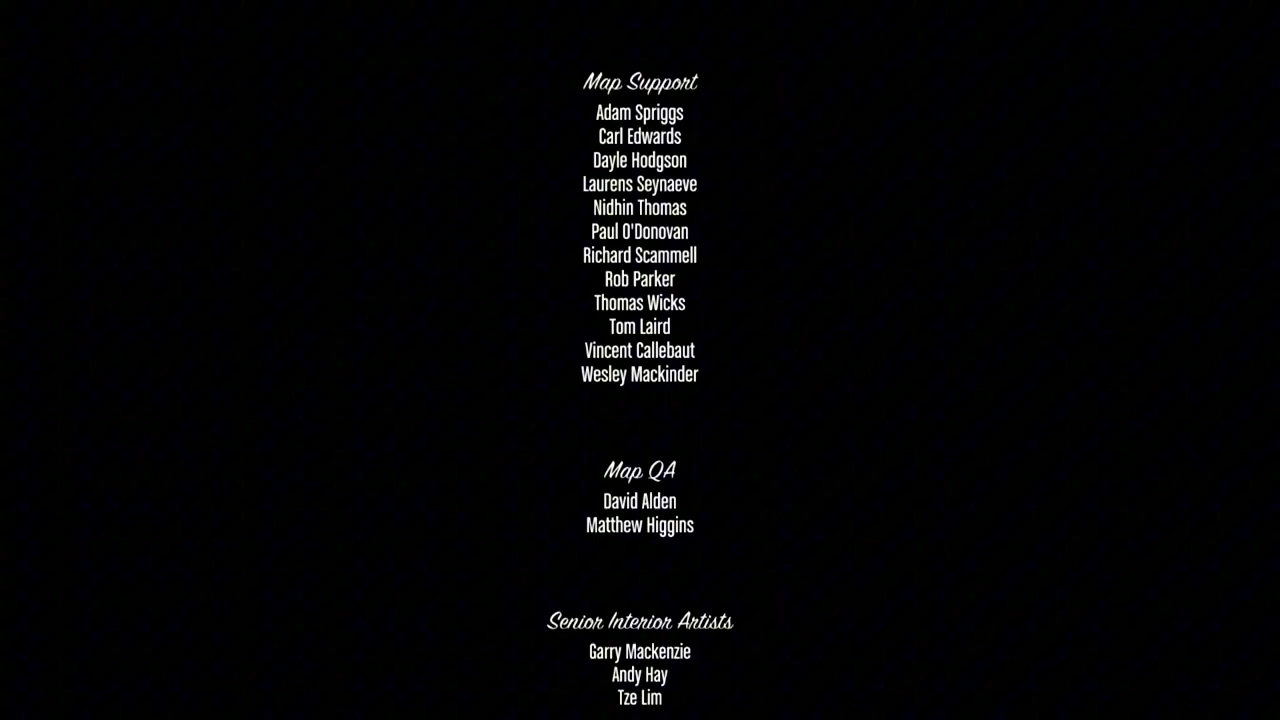 Map Support
Adam Spriggs
Carl Edwards
Dayle Hodgson
Laurens Seynaeve
Nidhin Thomas
Paul O'Donovan
Richard Scammell
Rob Parker
Thomas Wicks
Tom Laird
Vincent Callebaut
Wesley Mackinder
Map QA
David Alden
Matthew Higgins
Senior Interior Artists
Garry Mackenzie
Andy Hay
Tze Lim